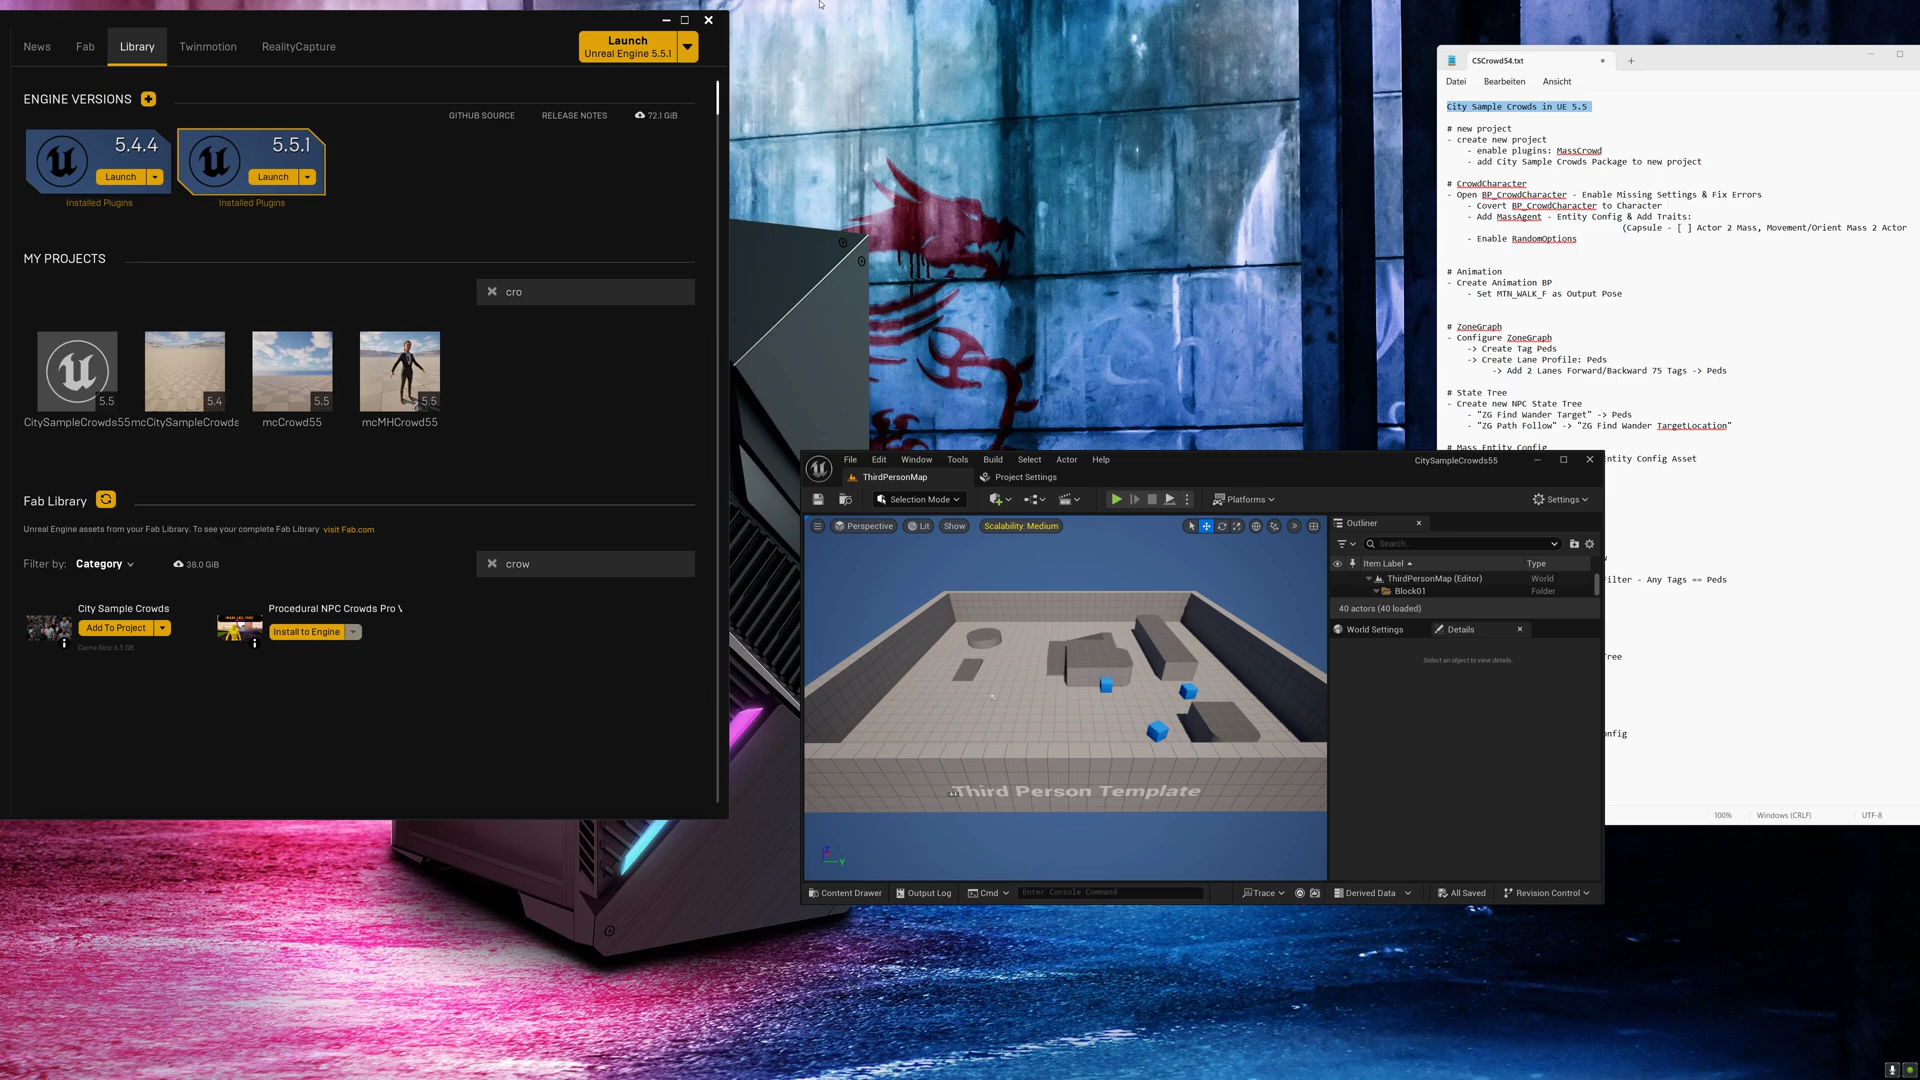 News Fab Library Twinmotion RealityCapture
Launch
Unreal Engine 5.5.1
ENGINE VERSIONS
GITHUB SOURCE RELEASE NOTES 72.1 GiB
5.4.4
Launch
Installed Plugins
5.5.1
Launch
Installed Plugins
MY PROJECTS
cro
5.5
CitySampleCrowds55
5.4
mcCitySampleCrowds
5.5
mcCrowd55
5.5
mcMHCrowd55
Fab Library
Unreal Engine assets from your Fab Library. To see your complete Fab Library visit Fab.com
Filter by: Category 38.0 GiB
crow
City Sample Crowds
Add To Project
Cache Size: 6.5 GB
Procedural NPC Crowds Pro
Install to Engine
CSCrowd54.txt
Datei Bearbeiten Ansicht
City Sample Crowds in UE 5.5
# new project
- create new project
- enable plugins: MassCrowd
- add City Sample Crowds Package to new project
# CrowdCharacter
- Open BP_CrowdCharacter - Enable Missing Settings & Fix Errors
- Covert BP_CrowdCharacter to Character
- Add MassAgent - Entity Config & Add Traits:
(Capsule - [ ] Actor 2 Mass, Movement/Orient Mass 2 Actor
- Enable RandomOptions
# Animation
- Create Animation BP
- Set MTN_WALK_F as Output Pose
# ZoneGraph
- Configure ZoneGraph
-> Create Tag Peds
-> Create Lane Profile: Peds
-> Add 2 Lanes Forward/Backward 75 Tags -> Peds
# State Tree
- Create new NPC State Tree
- "ZG Find Wander Target" -> Peds
- "ZG Path Follow" -> "ZG Find Wander TargetLocation"
# Mass Entity Config
ntity Config Asset
ilter - Any Tags == Peds
ree
nfig
100% Windows (CRLF) UTF-8
File Edit Window Tools Build Select Actor Help
CitySampleCrowds55
ThirdPersonMap Project Settings
Selection Mode Platforms Settings
Perspective Lit Show Scalability: Medium
Third Person Template
Z
Y
Outliner
Search...
Item Label Type
ThirdPersonMap (Editor) World
Block01 Folder
40 actors (40 loaded)
World Settings Details
Select an object to view details.
Content Drawer Output Log Cmd Enter Console Command Trace Derived Data All Saved Revision Control